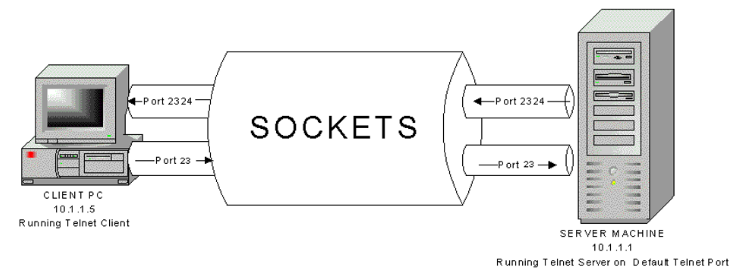 Port 2324
Port 2324
SOCKETS
Port 23
Port 23
CLIENT PC
10.1.1.5
Running Telnet Client
SERVER MACHINE
10.1.1.1
Running Telnet Server on Default Telnet Port